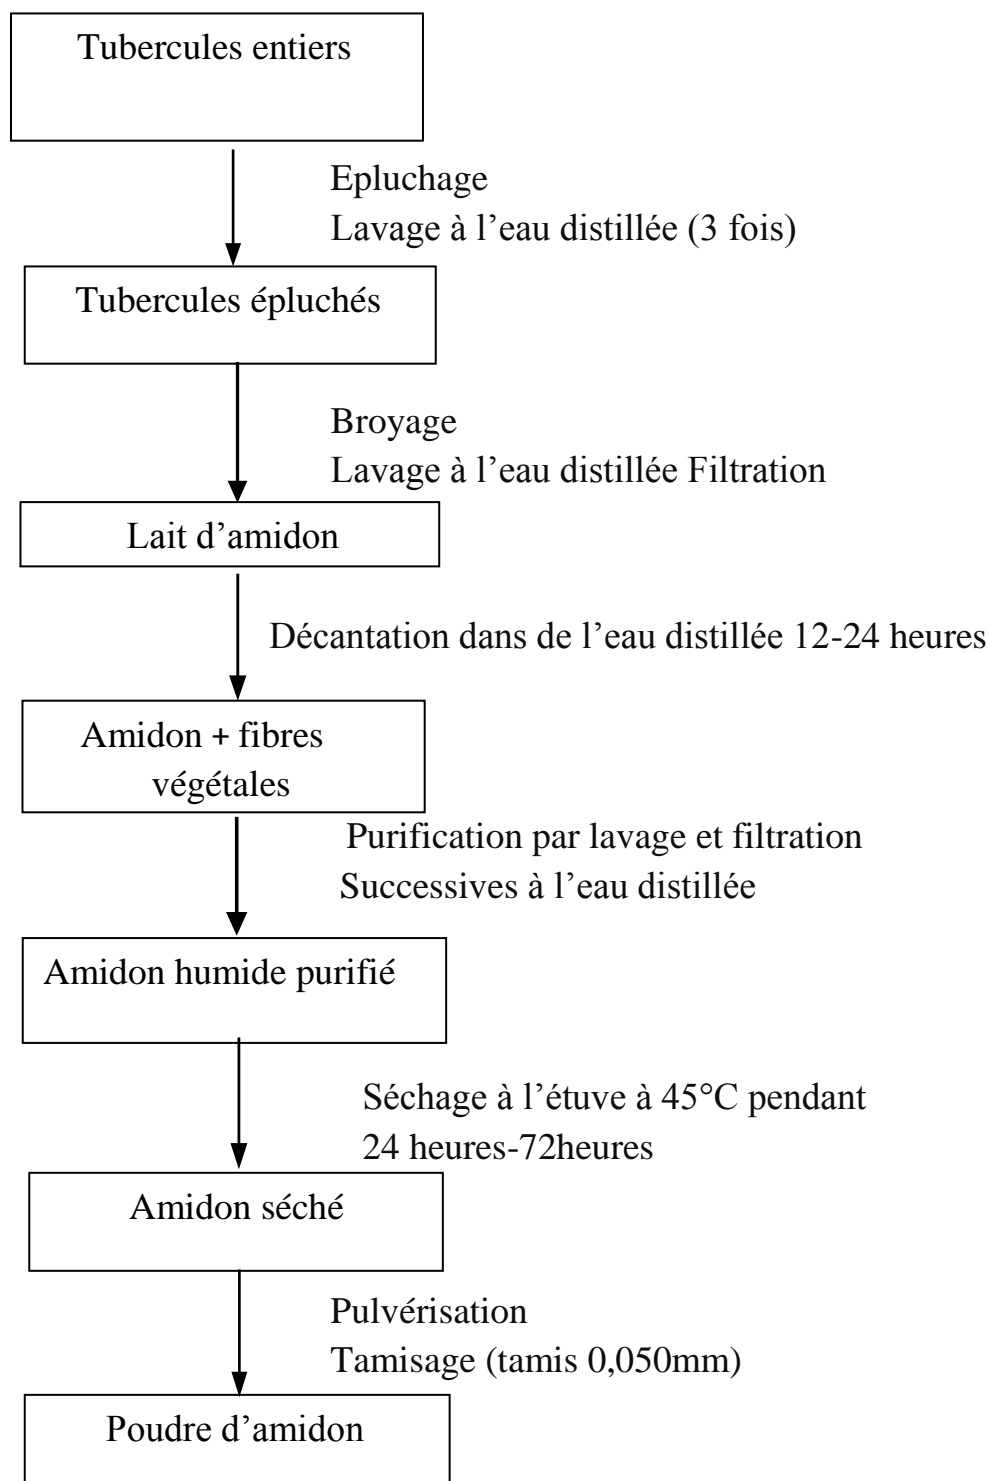 Tubercules entiers
Epluchage
Lavage à l’eau distillée (3 fois)
Tubercules épluchés
Broyage
Lavage à l’eau distillée Filtration
Lait d’amidon
Décantation dans de l’eau distillée 12-24 heures
Amidon + fibres
végétales
Purification par lavage et filtration
Successives à l’eau distillée
Amidon humide purifié
Séchage à l’étuve à 45°C pendant
24 heures-72heures
Amidon séché
Pulvérisation
Tamisage (tamis 0,050mm)
Poudre d’amidon